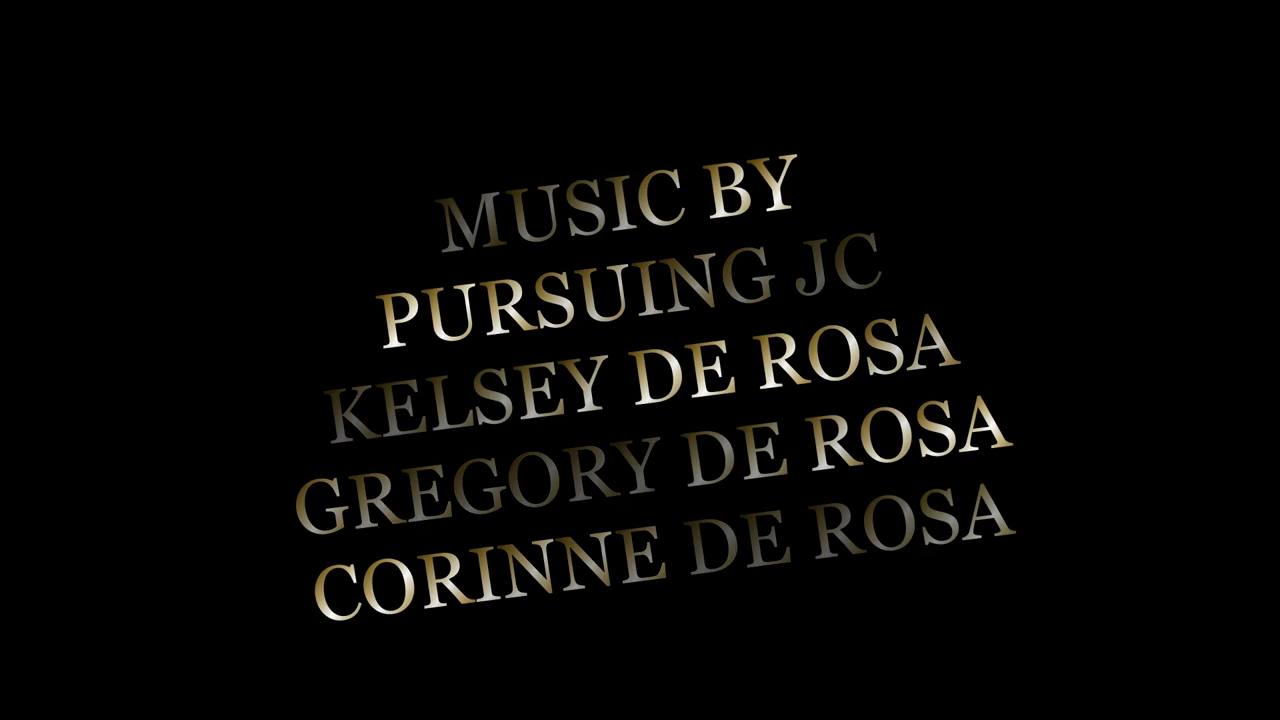 MUSIC BY
PURSUING JC
KELSEY DE ROSA
GREGORY DE ROSA
CORINNE DE ROSA